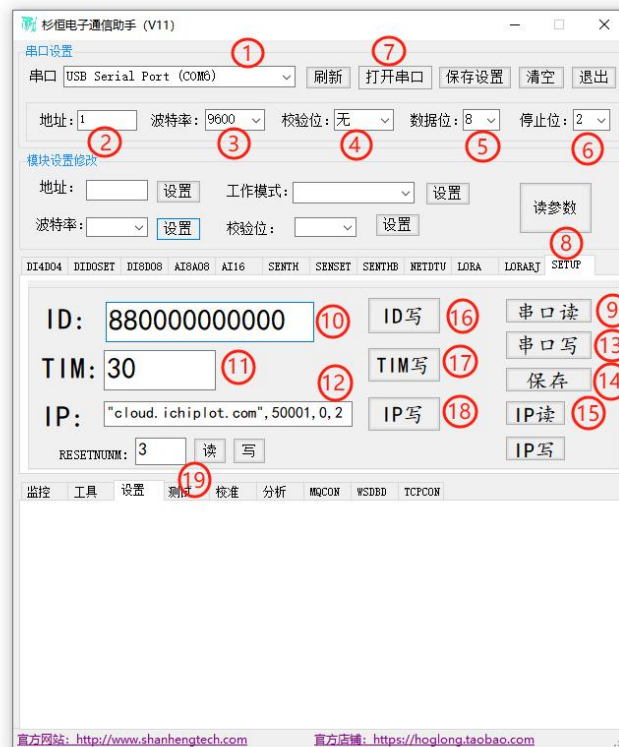 杉恒电子通信助手 (V11)
串口设置
① ⑦
串口 USB Serial Port (COM6) 刷新 打开串口 保存设置 清空 退出
地址: 1 波特率: 9600 校验位: 无 数据位: 8 停止位: 2
② ③ ④ ⑤ ⑥
模块设置修改
地址: 设置 工作模式: 设置 读参数
波特率: 设置 校验位: 设置
⑧
DI4DO4 DIDOSET DI8DO8 AI8AO8 AI16 SENTH SENSET SENTHB NETDTU LORA LORARJ SETUP
ID: 880000000000 ⑩ ID写 ⑯ 串口读 ⑨
串口写 ⑬
TIM: 30 ⑪ TIM写 ⑰ 保存 ⑭
⑫
IP: "cloud.ichiplot.com",50001,0,2 IP写 ⑱ IP读 ⑮
RESETNUNM: 3 读 写 IP写
⑲
监控 工具 设置 测试 校准 分析 MQCON WSDBD TCPCON
官方网站: http://www.shanhengtech.com 官方店铺: https://hoglong.taobao.com